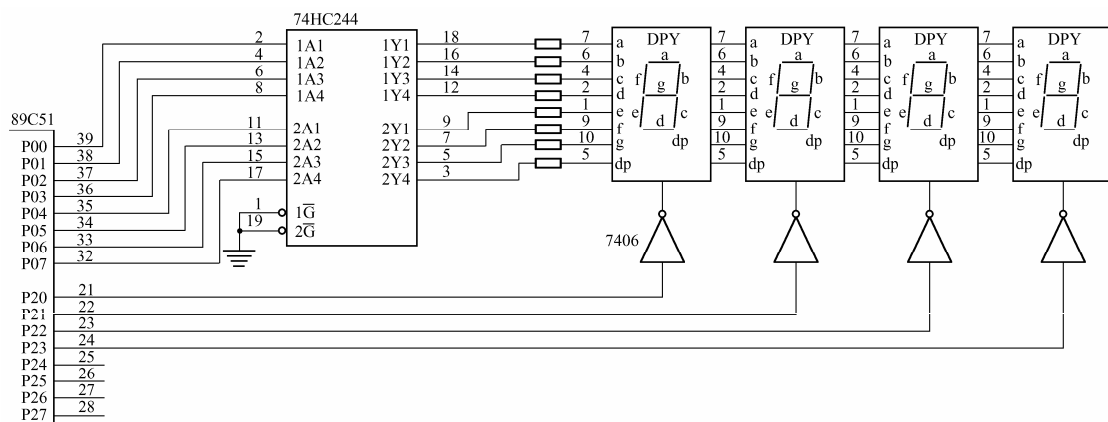 74HC244
2 1A1 1Y1 18 7 a DPY 7 a DPY 7 a DPY 7 a DPY
4 1A2 1Y2 16 6 b a 6 b a 6 b a 6 b a
6 1A3 1Y3 14 4 c f b 4 c f b 4 c f b 4 c f b
8 1A4 1Y4 12 2 d g 2 d g 2 d g 2 d g
89C51
11 2A1 2Y1 9 1 e e c 1 e e c 1 e e c 1 e e c
13 2A2 2Y2 7 9 f d 9 f d 9 f d 9 f d
15 2A3 2Y3 5 10 g dp 10 g dp 10 g dp 10 g dp
17 2A4 2Y4 3 5 dp 5 dp 5 dp 5 dp
1 1G̅
19 2G̅
P00 39
P01 38
P02 37
P03 36
P04 35
P05 34
P06 33
P07 32
7406
P20 21
P21 22
P22 23
P23 24
P24 25
P25 26
P26 27
P27 28